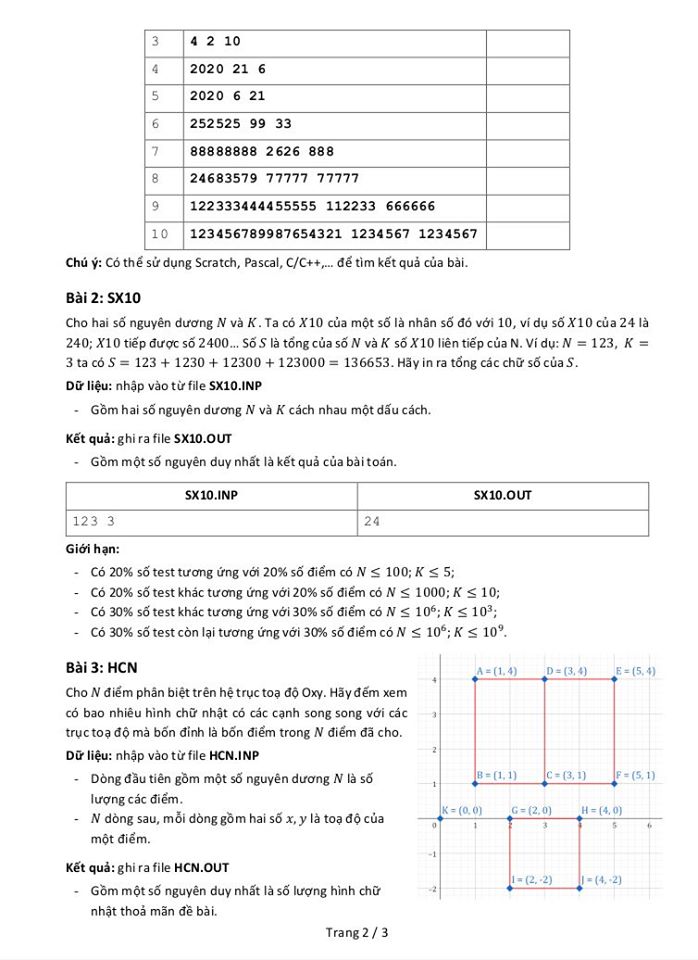 3 4 2 10
4 2020 21 6
5 2020 6 21
6 252525 99 33
7 88888888 2626 888
8 24683579 77777 77777
9 122333444455555 112233 666666
10 123456789987654321 1234567 1234567
Chú ý: Có thể sử dụng Scratch, Pascal, C/C++,... để tìm kết quả của bài.
Bài 2: SX10
Cho hai số nguyên dương N và K. Ta có X10 của một số là nhân số đó với 10, ví dụ số X10 của 24 là
240; X10 tiếp được số 2400... Số S là tổng của số N và K số X10 liên tiếp của N. Ví dụ: N = 123, K =
3 ta có S = 123 + 1230 + 12300 + 123000 = 136653. Hãy in ra tổng các chữ số của S.
Dữ liệu: nhập vào từ file SX10.INP
- Gồm hai số nguyên dương N và K cách nhau một dấu cách.
Kết quả: ghi ra file SX10.OUT
- Gồm một số nguyên duy nhất là kết quả của bài toán.
SX10.INP SX10.OUT
123 3 24
Giới hạn:
- Có 20% số test tương ứng với 20% số điểm có N ≤ 100; K ≤ 5;
- Có 20% số test khác tương ứng với 20% số điểm có N ≤ 1000; K ≤ 10;
- Có 30% số test khác tương ứng với 30% số điểm có N ≤ 10⁶; K ≤ 10³;
- Có 30% số test còn lại tương ứng với 30% số điểm có N ≤ 10⁶; K ≤ 10⁹.
Bài 3: HCN
Cho N điểm phân biệt trên hệ trục toạ độ Oxy. Hãy đếm xem
có bao nhiêu hình chữ nhật có các cạnh song song với các
trục toạ độ mà bốn đỉnh là bốn điểm trong N điểm đã cho.
Dữ liệu: nhập vào từ file HCN.INP
- Dòng đầu tiên gồm một số nguyên dương N là số
lượng các điểm.
- N dòng sau, mỗi dòng gồm hai số x, y là toạ độ của
một điểm.
Kết quả: ghi ra file HCN.OUT
- Gồm một số nguyên duy nhất là số lượng hình chữ
nhật thoả mãn đề bài.
A = (1, 4) D = (3, 4) E = (5, 4)
4
3
2
B = (1, 1) C = (3, 1) F = (5, 1)
1
K = (0, 0) G = (2, 0) H = (4, 0)
0 1 2 3 4 5 6
-1
I = (2, -2) J = (4, -2)
-2
Trang 2 / 3